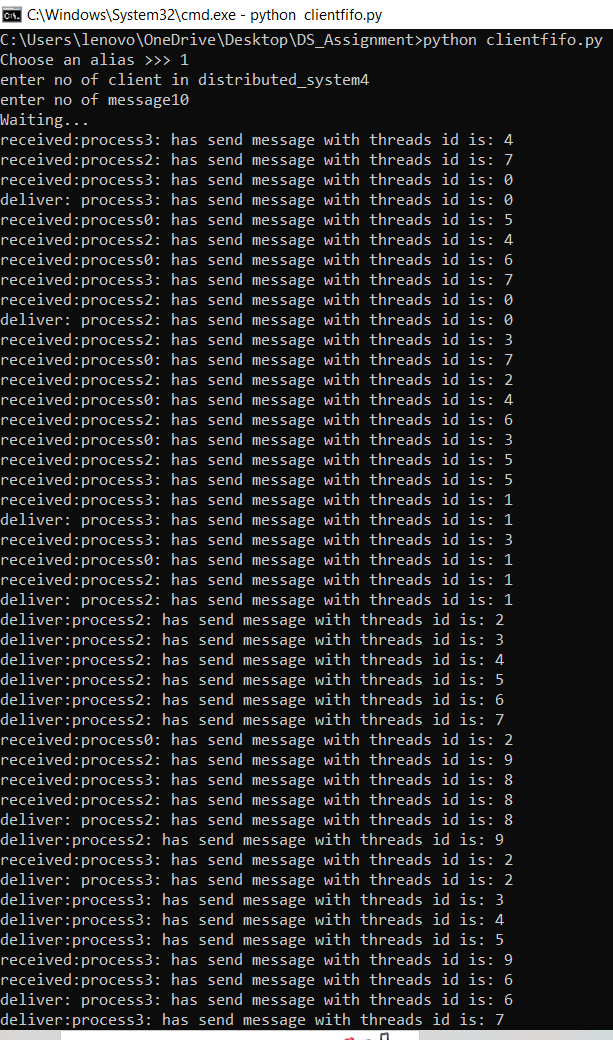 C:\Windows\System32\cmd.exe - python  clientfifo.py
C:\Users\lenovo\OneDrive\Desktop\DS_Assignment>python clientfifo.py
Choose an alias >>> 1
enter no of client in distributed_system4
enter no of message10
Waiting...
received:process3: has send message with threads id is: 4
received:process2: has send message with threads id is: 7
received:process3: has send message with threads id is: 0
deliver: process3: has send message with threads id is: 0
received:process0: has send message with threads id is: 5
received:process2: has send message with threads id is: 4
received:process0: has send message with threads id is: 6
received:process3: has send message with threads id is: 7
received:process2: has send message with threads id is: 0
deliver: process2: has send message with threads id is: 0
received:process2: has send message with threads id is: 3
received:process0: has send message with threads id is: 7
received:process2: has send message with threads id is: 2
received:process0: has send message with threads id is: 4
received:process2: has send message with threads id is: 6
received:process0: has send message with threads id is: 3
received:process2: has send message with threads id is: 5
received:process3: has send message with threads id is: 5
received:process3: has send message with threads id is: 1
deliver: process3: has send message with threads id is: 1
received:process3: has send message with threads id is: 3
received:process0: has send message with threads id is: 1
received:process2: has send message with threads id is: 1
deliver: process2: has send message with threads id is: 1
deliver:process2: has send message with threads id is: 2
deliver:process2: has send message with threads id is: 3
deliver:process2: has send message with threads id is: 4
deliver:process2: has send message with threads id is: 5
deliver:process2: has send message with threads id is: 6
deliver:process2: has send message with threads id is: 7
received:process0: has send message with threads id is: 2
received:process2: has send message with threads id is: 9
received:process3: has send message with threads id is: 8
received:process2: has send message with threads id is: 8
deliver: process2: has send message with threads id is: 8
deliver:process2: has send message with threads id is: 9
received:process3: has send message with threads id is: 2
deliver: process3: has send message with threads id is: 2
deliver:process3: has send message with threads id is: 3
deliver:process3: has send message with threads id is: 4
deliver:process3: has send message with threads id is: 5
received:process3: has send message with threads id is: 9
received:process3: has send message with threads id is: 6
deliver: process3: has send message with threads id is: 6
deliver:process3: has send message with threads id is: 7